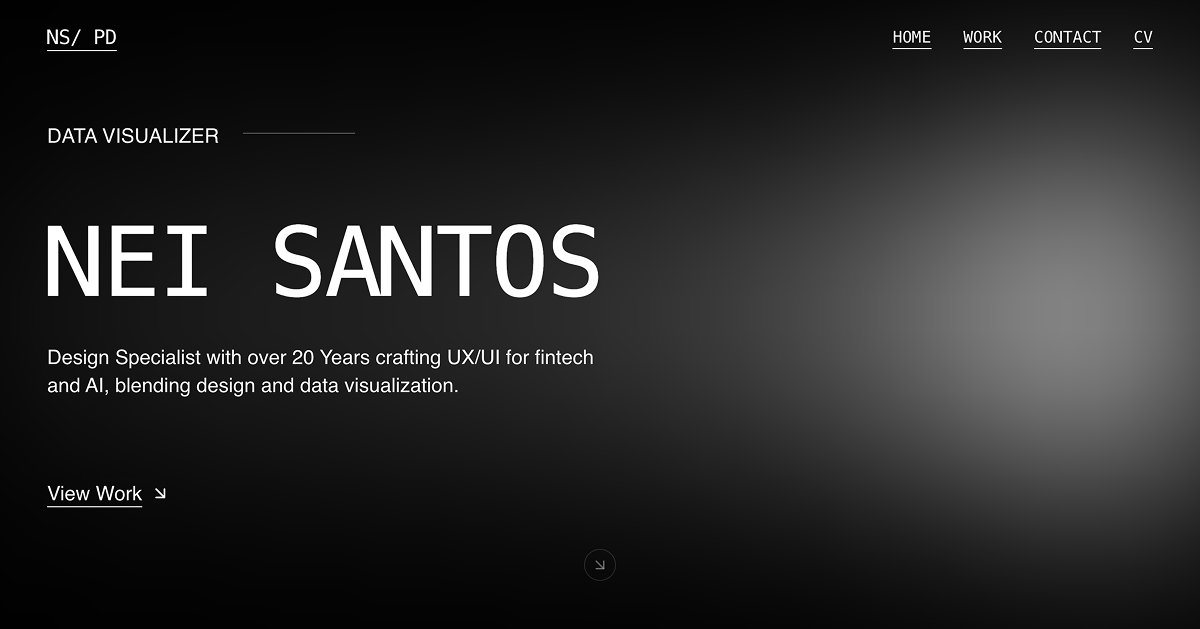 NS/ PD
HOME WORK CONTACT CV
DATA VISUALIZER
NEI SANTOS
Design Specialist with over 20 Years crafting UX/UI for fintech
and AI, blending design and data visualization.
View Work